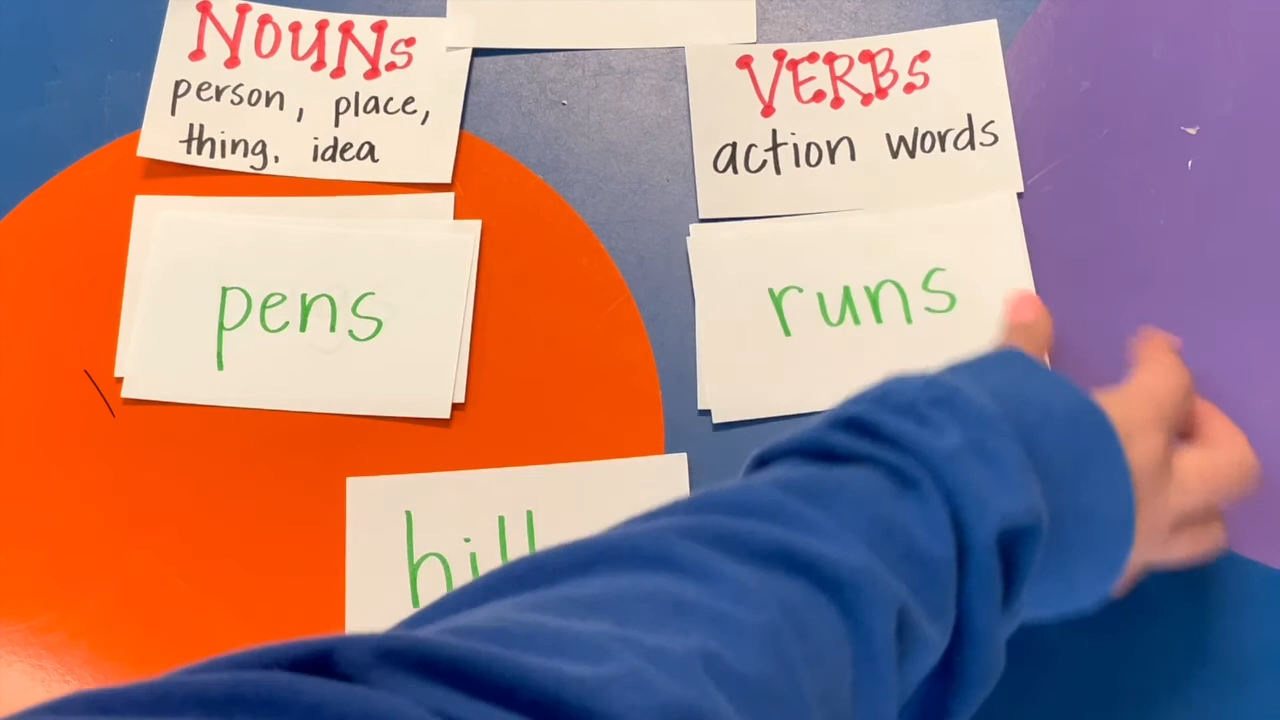 NOUNs
person, place,
thing, idea
VERBs
action words
pens
runs